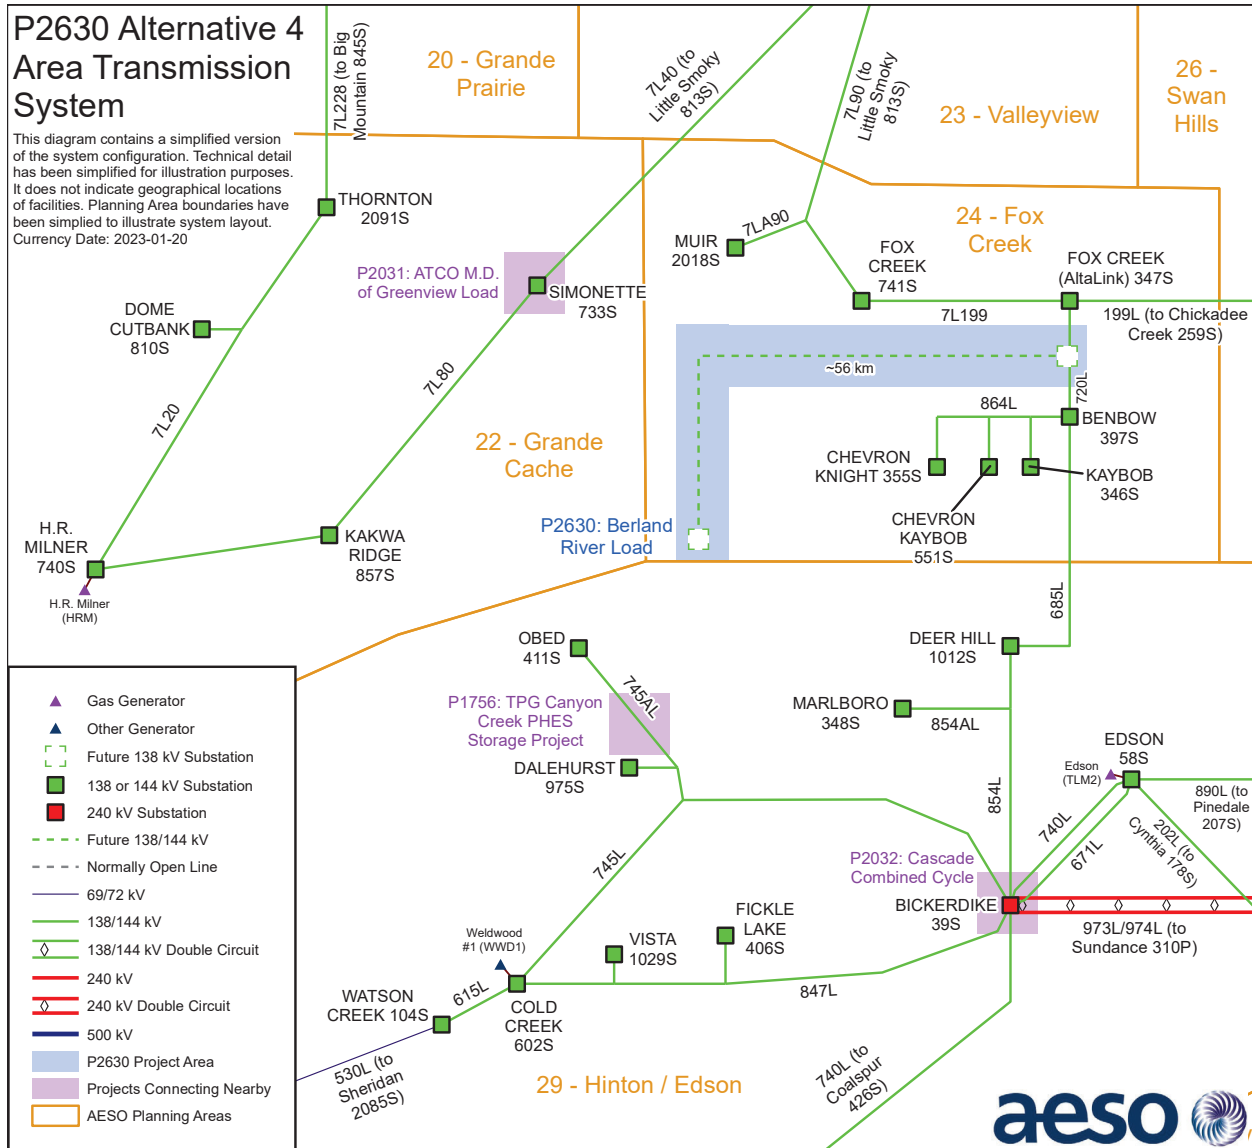 P2630 Alternative 4
Area Transmission
System
This diagram contains a simplified version
of the system configuration. Technical detail
has been simplified for illustration purposes.
It does not indicate geographical locations
of facilities. Planning Area boundaries have
been simplied to illustrate system layout.
Currency Date: 2023-01-20
7L228 (to Big
Mountain 845S)
20 - Grande
Prairie
7L40 (to
Little Smoky
813S)
7L90 (to
Little Smoky
813S)
23 - Valleyview
26 -
Swan
Hills
THORNTON
2091S
7LA90
MUIR
2018S
24 - Fox
Creek
FOX
CREEK
741S
FOX CREEK
(AltaLink) 347S
P2031: ATCO M.D.
of Greenview Load
SIMONETTE
733S
DOME
CUTBANK
810S
7L199
199L (to Chickadee
Creek 259S)
~56 km
720L
7L80
7L20
864L
BENBOW
397S
22 - Grande
Cache
CHEVRON
KNIGHT 355S
KAYBOB
346S
CHEVRON
KAYBOB
551S
P2630: Berland
River Load
H.R.
MILNER
740S
KAKWA
RIDGE
857S
H.R. Milner
(HRM)
685L
OBED
411S
DEER HILL
1012S
745AL
P1756: TPG Canyon
Creek PHES
Storage Project
MARLBORO
348S
854AL
DALEHURST
975S
EDSON
58S
Edson
(TLM2)
890L (to
Pinedale
207S)
854L
740L
671L
202L (to
Cynthia 178S)
745L
P2032: Cascade
Combined Cycle
BICKERDIKE
39S
973L/974L (to
Sundance 310P)
Weldwood
#1 (WWD1)
VISTA
1029S
FICKLE
LAKE
406S
847L
615L
WATSON
CREEK 104S
COLD
CREEK
602S
530L (to
Sheridan
2085S)
29 - Hinton / Edson
740L (to
Coalspur
426S)
Gas Generator
Other Generator
Future 138 kV Substation
138 or 144 kV Substation
240 kV Substation
Future 138/144 kV
Normally Open Line
69/72 kV
138/144 kV
138/144 kV Double Circuit
240 kV
240 kV Double Circuit
500 kV
P2630 Project Area
Projects Connecting Nearby
AESO Planning Areas
aeso